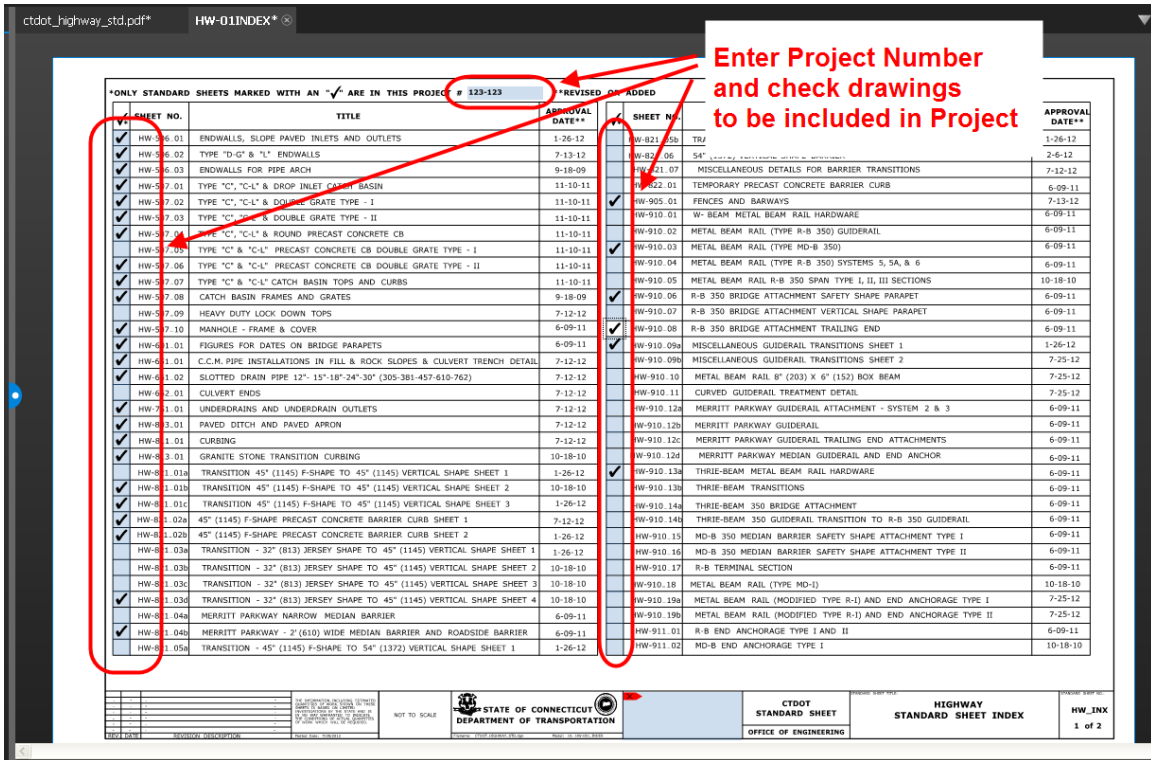 ctdot_highway_std.pdf*
HW-01INDEX*
Enter Project Number
and check drawings
to be included in Project
*ONLY STANDARD SHEETS MARKED WITH AN "✓" ARE IN THIS PROJECT # 123-123 **REVISED OR ADDED
SHEET NO. TITLE APPROVAL DATE**
HW-506.01 ENDWALLS, SLOPE PAVED INLETS AND OUTLETS 1-26-12
HW-506.02 TYPE "D-G" & "L" ENDWALLS 7-13-12
HW-506.03 ENDWALLS FOR PIPE ARCH 9-18-09
HW-507.01 TYPE "C", "C-L" & DROP INLET CATCH BASIN 11-10-11
HW-507.02 TYPE "C", "C-L" & DOUBLE GRATE TYPE - I 11-10-11
HW-507.03 TYPE "C", "C-L" & DOUBLE GRATE TYPE - II 11-10-11
HW-507.04 TYPE "C", "C-L" & ROUND PRECAST CONCRETE CB 11-10-11
HW-507.05 TYPE "C" & "C-L" PRECAST CONCRETE CB DOUBLE GRATE TYPE - I 11-10-11
HW-507.06 TYPE "C" & "C-L" PRECAST CONCRETE CB DOUBLE GRATE TYPE - II 11-10-11
HW-507.07 TYPE "C" & "C-L" CATCH BASIN TOPS AND CURBS 11-10-11
HW-507.08 CATCH BASIN FRAMES AND GRATES 9-18-09
HW-507.09 HEAVY DUTY LOCK DOWN TOPS 7-12-12
HW-507.10 MANHOLE - FRAME & COVER 6-09-11
HW-601.01 FIGURES FOR DATES ON BRIDGE PARAPETS 6-09-11
HW-651.01 C.C.M. PIPE INSTALLATIONS IN FILL & ROCK SLOPES & CULVERT TRENCH DETAIL 7-12-12
HW-651.02 SLOTTED DRAIN PIPE 12"- 15"-18"-24"-30" (305-381-457-610-762) 7-12-12
HW-652.01 CULVERT ENDS 7-12-12
HW-751.01 UNDERDRAINS AND UNDERDRAIN OUTLETS 7-12-12
HW-803.01 PAVED DITCH AND PAVED APRON 7-12-12
HW-811.01 CURBING 7-12-12
HW-813.01 GRANITE STONE TRANSITION CURBING 10-18-10
HW-821.01a TRANSITION 45" (1145) F-SHAPE TO 45" (1145) VERTICAL SHAPE SHEET 1 1-26-12
HW-821.01b TRANSITION 45" (1145) F-SHAPE TO 45" (1145) VERTICAL SHAPE SHEET 2 10-18-10
HW-821.01c TRANSITION 45" (1145) F-SHAPE TO 45" (1145) VERTICAL SHAPE SHEET 3 1-26-12
HW-821.02a 45" (1145) F-SHAPE PRECAST CONCRETE BARRIER CURB SHEET 1 7-12-12
HW-821.02b 45" (1145) F-SHAPE PRECAST CONCRETE BARRIER CURB SHEET 2 1-26-12
HW-821.03a TRANSITION - 32" (813) JERSEY SHAPE TO 45" (1145) VERTICAL SHAPE SHEET 1 1-26-12
HW-821.03b TRANSITION - 32" (813) JERSEY SHAPE TO 45" (1145) VERTICAL SHAPE SHEET 2 10-18-10
HW-821.03c TRANSITION - 32" (813) JERSEY SHAPE TO 45" (1145) VERTICAL SHAPE SHEET 3 10-18-10
HW-821.03d TRANSITION - 32" (813) JERSEY SHAPE TO 45" (1145) VERTICAL SHAPE SHEET 4 10-18-10
HW-821.04a MERRITT PARKWAY NARROW MEDIAN BARRIER 6-09-11
HW-821.04b MERRITT PARKWAY - 2' (610) WIDE MEDIAN BARRIER AND ROADSIDE BARRIER 6-09-11
HW-821.05a TRANSITION - 45" (1145) F-SHAPE TO 54" (1372) VERTICAL SHAPE SHEET 1 1-26-12
SHEET NO. APPROVAL DATE**
HW-821.05b 1-26-12
HW-821.06 2-6-12
HW-821.07 MISCELLANEOUS DETAILS FOR BARRIER TRANSITIONS 7-12-12
HW-822.01 TEMPORARY PRECAST CONCRETE BARRIER CURB 6-09-11
HW-905.01 FENCES AND BARWAYS 7-13-12
HW-910.01 W- BEAM METAL BEAM RAIL HARDWARE 6-09-11
HW-910.02 METAL BEAM RAIL (TYPE R-B 350) GUIDERAIL 6-09-11
HW-910.03 METAL BEAM RAIL (TYPE MD-B 350) 6-09-11
HW-910.04 METAL BEAM RAIL (TYPE R-B 350) SYSTEMS 5, 5A, & 6 6-09-11
HW-910.05 METAL BEAM RAIL R-B 350 SPAN TYPE I, II, III SECTIONS 10-18-10
HW-910.06 R-B 350 BRIDGE ATTACHMENT SAFETY SHAPE PARAPET 6-09-11
HW-910.07 R-B 350 BRIDGE ATTACHMENT VERTICAL SHAPE PARAPET 6-09-11
HW-910.08 R-B 350 BRIDGE ATTACHMENT TRAILING END 6-09-11
HW-910.09a MISCELLANEOUS GUIDERAIL TRANSITIONS SHEET 1 1-26-12
HW-910.09b MISCELLANEOUS GUIDERAIL TRANSITIONS SHEET 2 7-25-12
HW-910.10 METAL BEAM RAIL 8" (203) X 6" (152) BOX BEAM 7-25-12
HW-910.11 CURVED GUIDERAIL TREATMENT DETAIL 7-25-12
HW-910.12a MERRITT PARKWAY GUIDERAIL ATTACHMENT - SYSTEM 2 & 3 6-09-11
HW-910.12b MERRITT PARKWAY GUIDERAIL 6-09-11
HW-910.12c MERRITT PARKWAY GUIDERAIL TRAILING END ATTACHMENTS 6-09-11
HW-910.12d MERRITT PARKWAY MEDIAN GUIDERAIL AND END ANCHOR 6-09-11
HW-910.13a THRIE-BEAM METAL BEAM RAIL HARDWARE 6-09-11
HW-910.13b THRIE-BEAM TRANSITIONS 6-09-11
HW-910.14a THRIE-BEAM 350 BRIDGE ATTACHMENT 6-09-11
HW-910.14b THRIE-BEAM 350 GUIDERAIL TRANSITION TO R-B 350 GUIDERAIL 6-09-11
HW-910.15 MD-B 350 MEDIAN BARRIER SAFETY SHAPE ATTACHMENT TYPE I 6-09-11
HW-910.16 MD-B 350 MEDIAN BARRIER SAFETY SHAPE ATTACHMENT TYPE II 6-09-11
HW-910.17 R-B TERMINAL SECTION 6-09-11
HW-910.18 METAL BEAM RAIL (TYPE MD-I) 10-18-10
HW-910.19a METAL BEAM RAIL (MODIFIED TYPE R-I) AND END ANCHORAGE TYPE I 7-25-12
HW-910.19b METAL BEAM RAIL (MODIFIED TYPE R-I) AND END ANCHORAGE TYPE II 7-25-12
HW-911.01 R-B END ANCHORAGE TYPE I AND II 6-09-11
HW-911.02 MD-B END ANCHORAGE TYPE I 10-18-10
REV. DATE REVISION DESCRIPTION
NOT TO SCALE
STATE OF CONNECTICUT
DEPARTMENT OF TRANSPORTATION
CTDOT
STANDARD SHEET
OFFICE OF ENGINEERING
STANDARD SHEET TITLE:
HIGHWAY
STANDARD SHEET INDEX
STANDARD SHEET NO.
HW_INX
1 of 2